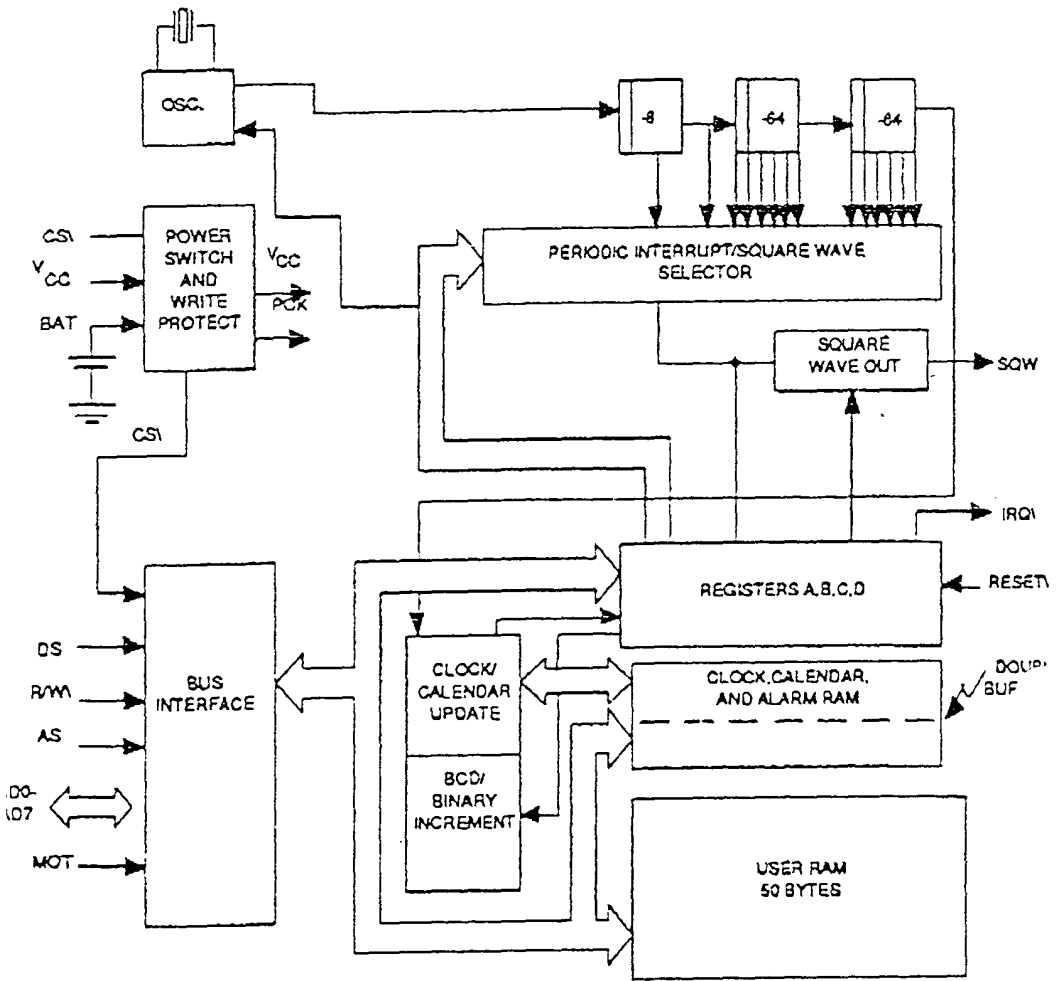 OSC.
-8
-64
-64
CS\
VCC
BAT
POWER
SWITCH
AND
WRITE
PROTECT
VCC
POK
PERIODIC INTERRUPT/SQUARE WAVE
SELECTOR
SQUARE
WAVE OUT
SQW
CS\
IRQ\
REGISTERS A,B,C,D
RESET\
DS
R/W\
AS
AD7
MOT
BUS
INTERFACE
CLOCK/
CALENDAR
UPDATE
BCD/
BINARY
INCREMENT
CLOCK,CALENDAR,
AND ALARM RAM
BUF
USER RAM
50 BYTES